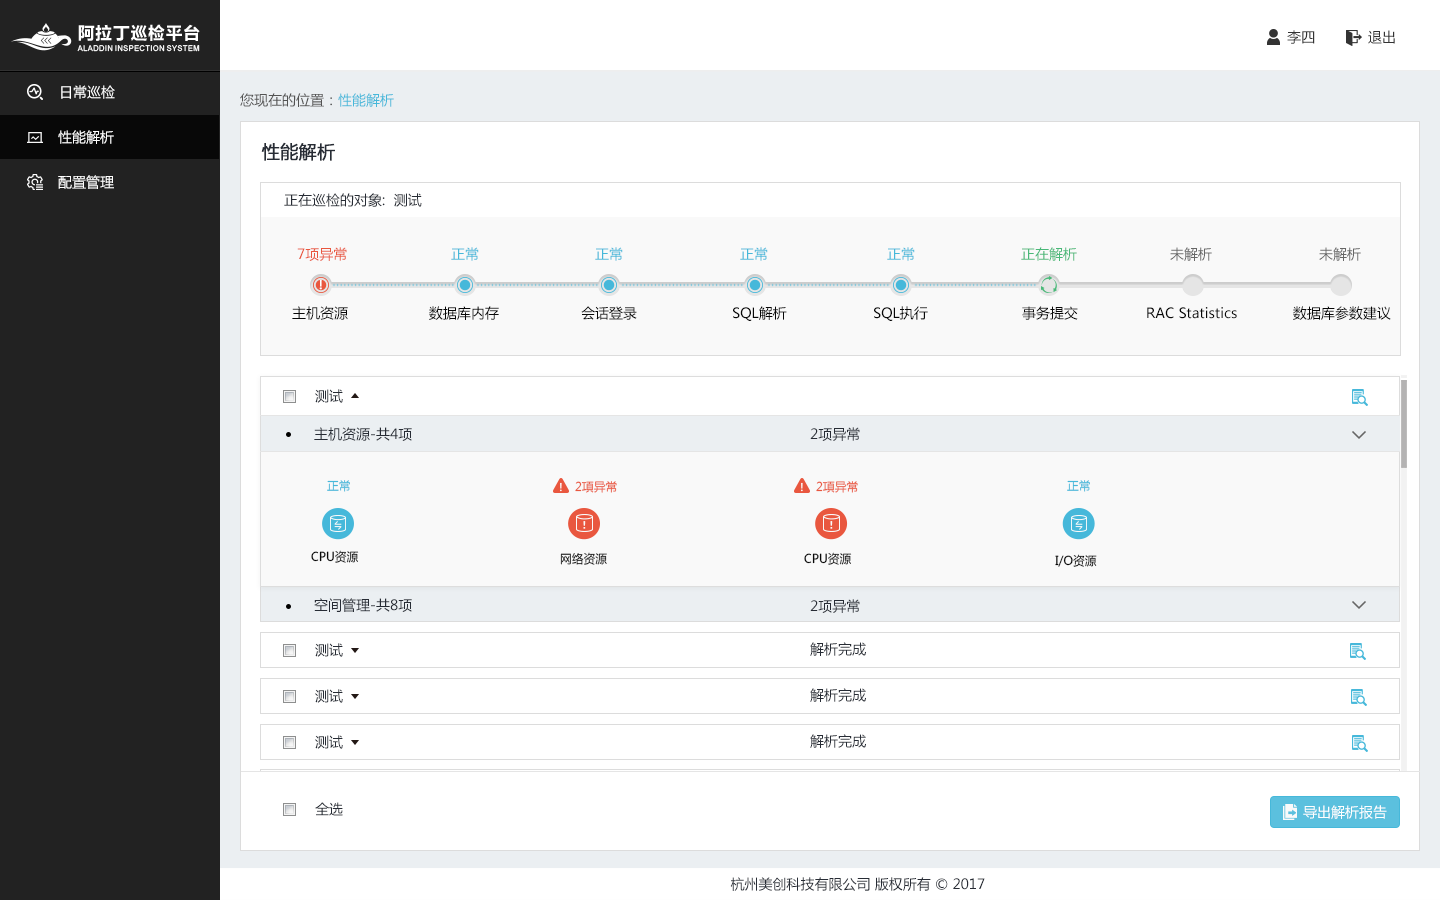 阿拉丁巡检平台
ALADDIN INSPECTION SYSTEM
李四 退出
日常巡检
性能解析
配置管理
您现在的位置：性能解析
性能解析
正在巡检的对象: 测试
7项异常 正常 正常 正常 正常 正在解析 未解析 未解析
主机资源 数据库内存 会话登录 SQL解析 SQL执行 事务提交 RAC Statistics 数据库参数建议
测试
主机资源-共4项 2项异常
正常 2項异常 2項异常 正常
CPU资源 网络资源 CPU资源 I/O资源
空间管理-共8项 2项异常
测试 解析完成
测试 解析完成
测试 解析完成
全选 导出解析报告
杭州美创科技有限公司 版权所有 © 2017